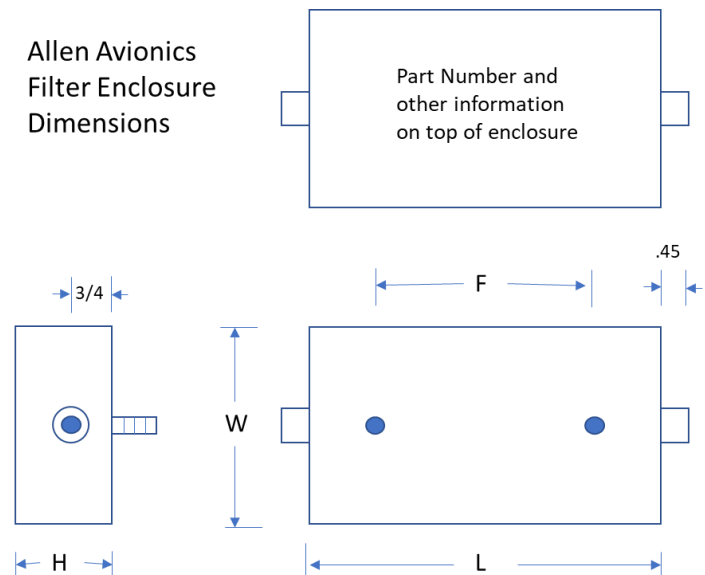 Allen Avionics
Filter Enclosure
Dimensions
Part Number and
other information
on top of enclosure
.45
3/4
F
W
H
L